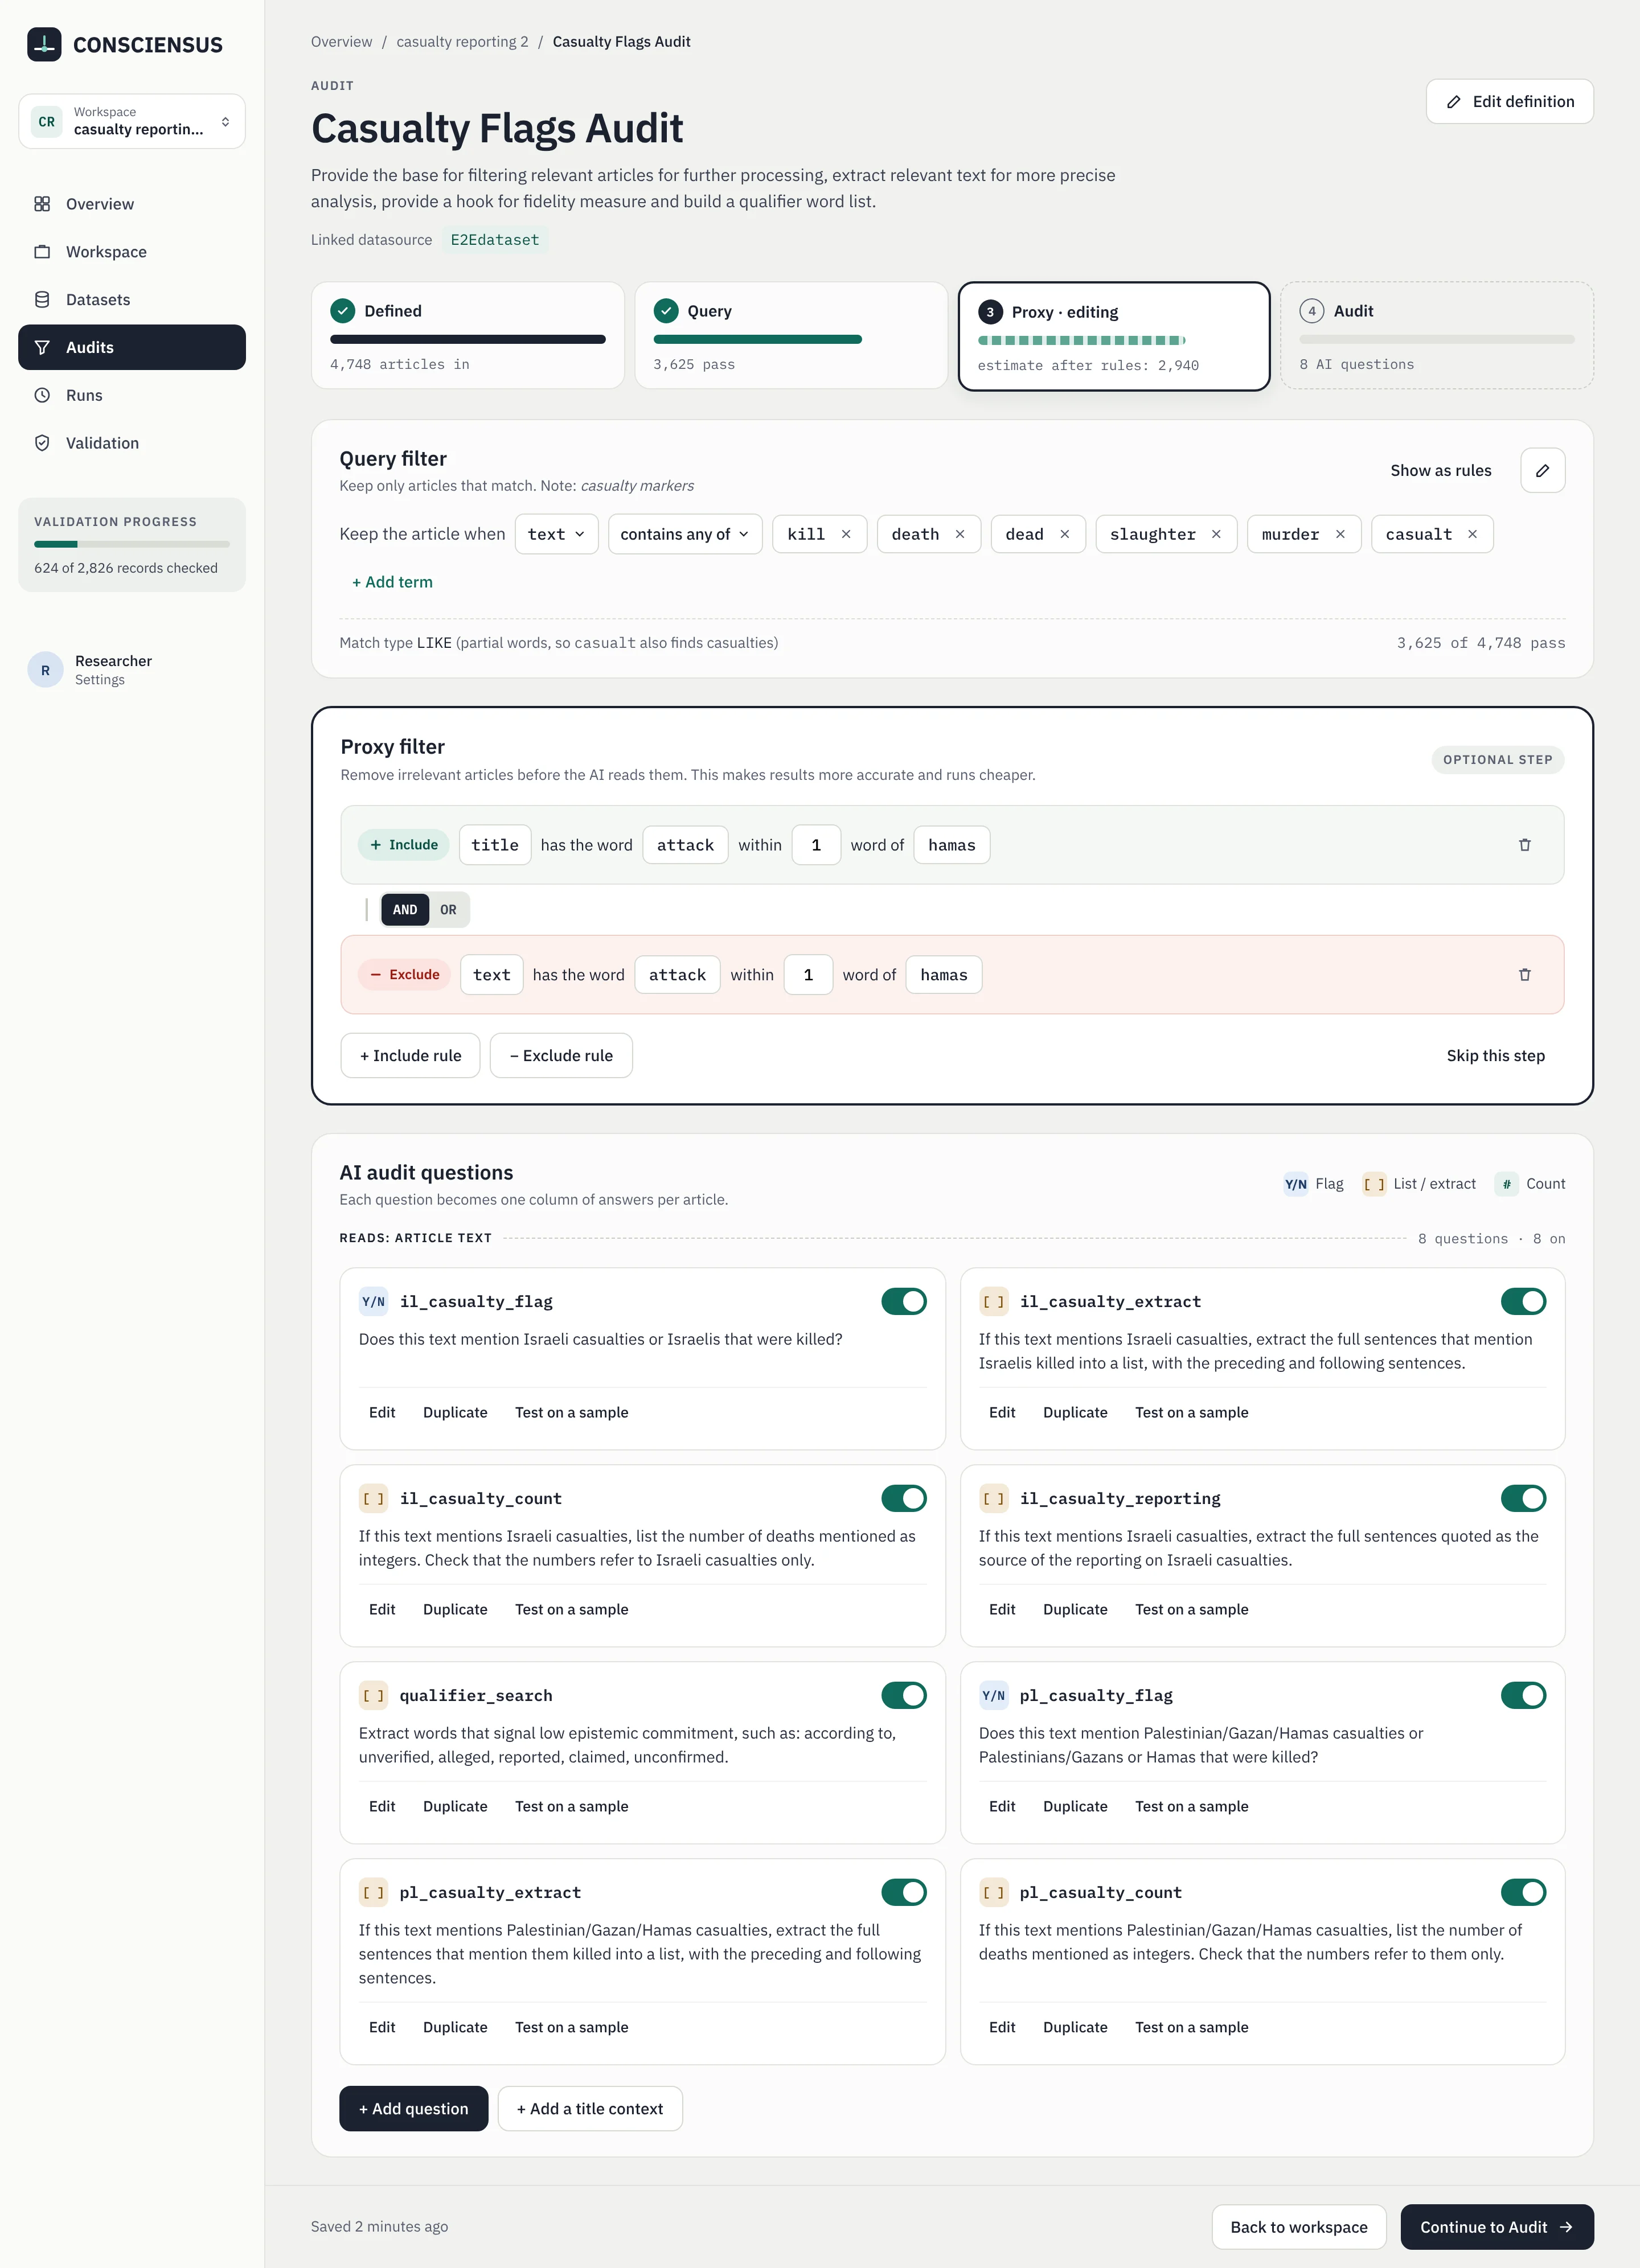 CONSCIENSUS
CR
Workspace
casualty reportin...
Overview
Workspace
Datasets
Audits
Runs
Validation
VALIDATION PROGRESS
624 of 2,826 records checked
R
Researcher
Settings
Overview / casualty reporting 2 / Casualty Flags Audit
AUDIT
Casualty Flags Audit
Edit definition
Provide the base for filtering relevant articles for further processing, extract relevant text for more precise
analysis, provide a hook for fidelity measure and build a qualifier word list.
Linked datasource E2Edataset
Defined
4,748 articles in
Query
3,625 pass
3 Proxy · editing
estimate after rules: 2,940
4 Audit
8 AI questions
Query filter
Keep only articles that match. Note: casualty markers
Show as rules
Keep the article when text contains any of kill × death × dead × slaughter × murder × casualt ×
+ Add term
Match type LIKE (partial words, so casualt also finds casualties)
3,625 of 4,748 pass
Proxy filter
Remove irrelevant articles before the AI reads them. This makes results more accurate and runs cheaper.
OPTIONAL STEP
+ Include title has the word attack within 1 word of hamas
AND OR
− Exclude text has the word attack within 1 word of hamas
+ Include rule
− Exclude rule
Skip this step
AI audit questions
Each question becomes one column of answers per article.
Y/N Flag [ ] List / extract # Count
READS: ARTICLE TEXT
8 questions · 8 on
Y/N il_casualty_flag
Does this text mention Israeli casualties or Israelis that were killed?
Edit Duplicate Test on a sample
[ ] il_casualty_extract
If this text mentions Israeli casualties, extract the full sentences that mention
Israelis killed into a list, with the preceding and following sentences.
Edit Duplicate Test on a sample
[ ] il_casualty_count
If this text mentions Israeli casualties, list the number of deaths mentioned as
integers. Check that the numbers refer to Israeli casualties only.
Edit Duplicate Test on a sample
[ ] il_casualty_reporting
If this text mentions Israeli casualties, extract the full sentences quoted as the
source of the reporting on Israeli casualties.
Edit Duplicate Test on a sample
[ ] qualifier_search
Extract words that signal low epistemic commitment, such as: according to,
unverified, alleged, reported, claimed, unconfirmed.
Edit Duplicate Test on a sample
Y/N pl_casualty_flag
Does this text mention Palestinian/Gazan/Hamas casualties or
Palestinians/Gazans or Hamas that were killed?
Edit Duplicate Test on a sample
[ ] pl_casualty_extract
If this text mentions Palestinian/Gazan/Hamas casualties, extract the full
sentences that mention them killed into a list, with the preceding and following
sentences.
Edit Duplicate Test on a sample
[ ] pl_casualty_count
If this text mentions Palestinian/Gazan/Hamas casualties, list the number of
deaths mentioned as integers. Check that the numbers refer to them only.
Edit Duplicate Test on a sample
+ Add question
+ Add a title context
Saved 2 minutes ago
Back to workspace
Continue to Audit →